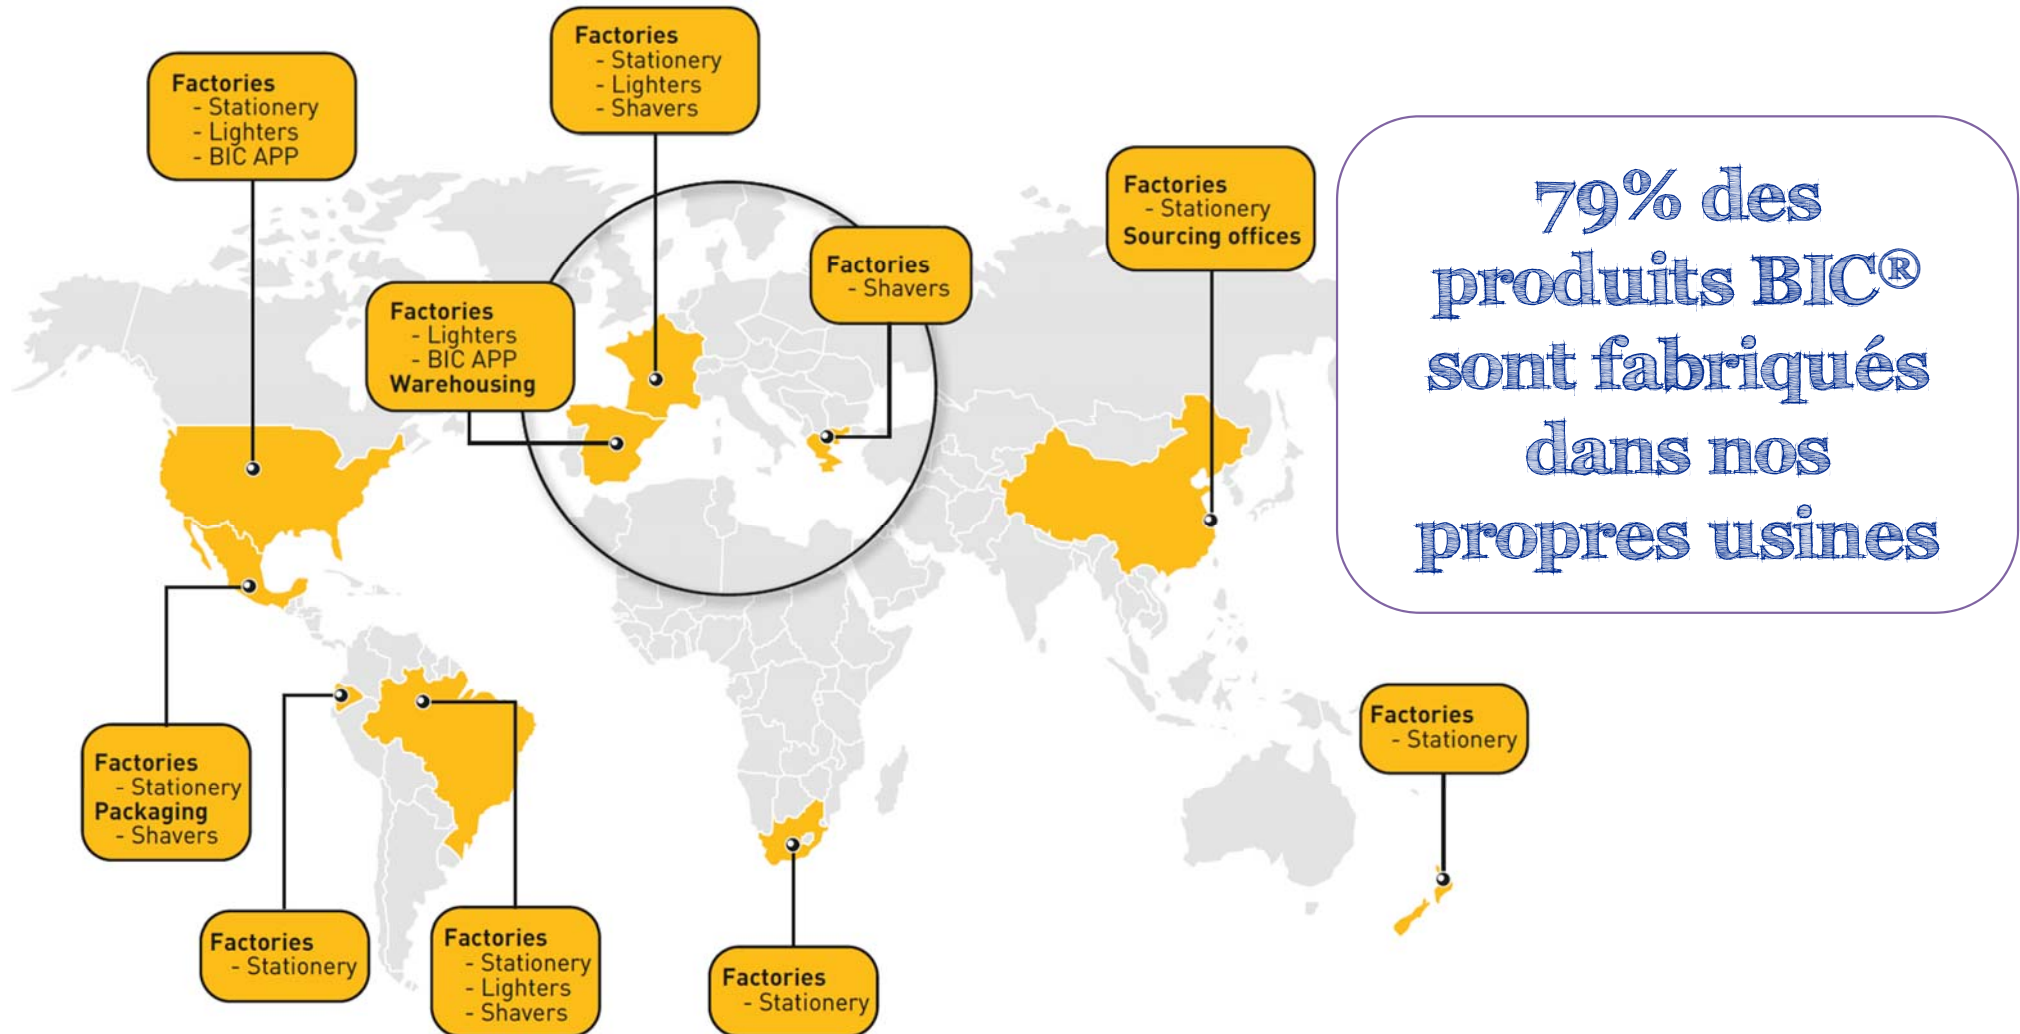 Factories
- Stationery
- Lighters
- Shavers
Factories
- Stationery
- Lighters
- BIC APP
Factories
- Stationery
Sourcing offices
79% des
produits BIC®
sont fabriqués
dans nos
propres usines
Factories
- Shavers
Factories
- Lighters
- BIC APP
Warehousing
Factories
- Stationery
Factories
- Stationery
Packaging
- Shavers
Factories
- Stationery
Factories
- Stationery
- Lighters
- Shavers
Factories
- Stationery